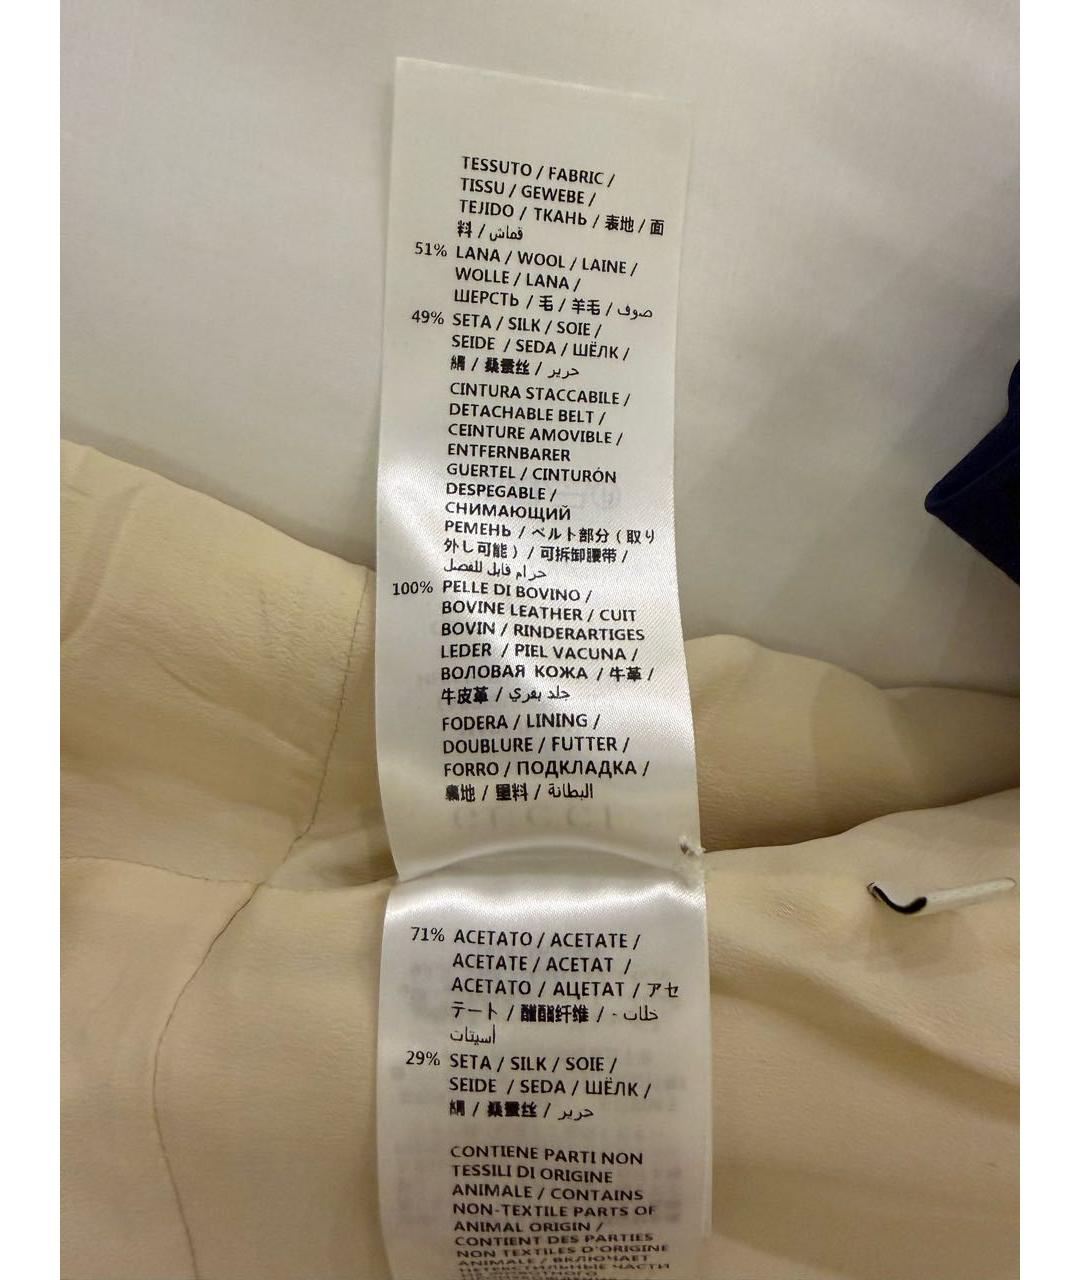 TESSUTO / FABRIC /
TISSU / GEWEBE /
TEJIDO / ТКАНЬ / 表地 / 面
料 / قماش
51% LANA / WOOL / LAINE /
WOLLE / LANA /
ШЕРСТЬ / 毛 / 羊毛 / صوف
49% SETA / SILK / SOIE /
SEIDE / SEDA / ШЁЛК /
絹 / 桑蚕丝 / حرير
CINTURA STACCABILE /
DETACHABLE BELT /
CEINTURE AMOVIBLE /
ENTFERNBARER
GUERTEL / CINTURÓN
DESPEGABLE /
СНИМАЮЩИЙ
РЕМЕНЬ / ベルト部分 ( 取り
外し可能 ) / 可拆卸腰带 /
حزام قابل للفصل
100% PELLE DI BOVINO /
BOVINE LEATHER / CUIT
BOVIN / RINDERARTIGES
LEDER / PIEL VACUNA /
ВОЛОВАЯ КОЖА / 牛革 /
牛皮革 / جلد بقري
FODERA / LINING /
DOUBLURE / FUTTER /
FORRO / ПОДКЛАДКА /
裏地 / 里料 / البطانة
GUCCI
71% ACETATO / ACETATE /
ACETATE / ACETAT /
ACETATO / АЦЕТАТ / アセ
テート / 醋酯纤维 / خلات -
أسيتات
29% SETA / SILK / SOIE /
SEIDE / SEDA / ШЁЛК /
絹 / 桑蚕丝 / حرير
CONTIENE PARTI NON
TESSILI DI ORIGINE
ANIMALE / CONTAINS
NON-TEXTILE PARTS OF
ANIMAL ORIGIN /
CONTIENT DES PARTIES
NON TEXTILES D'ORIGINE
ANIMALE / ВКЛЮЧАЕТ
НЕТЕКСТИЛЬНЫЕ ЧАСТИ